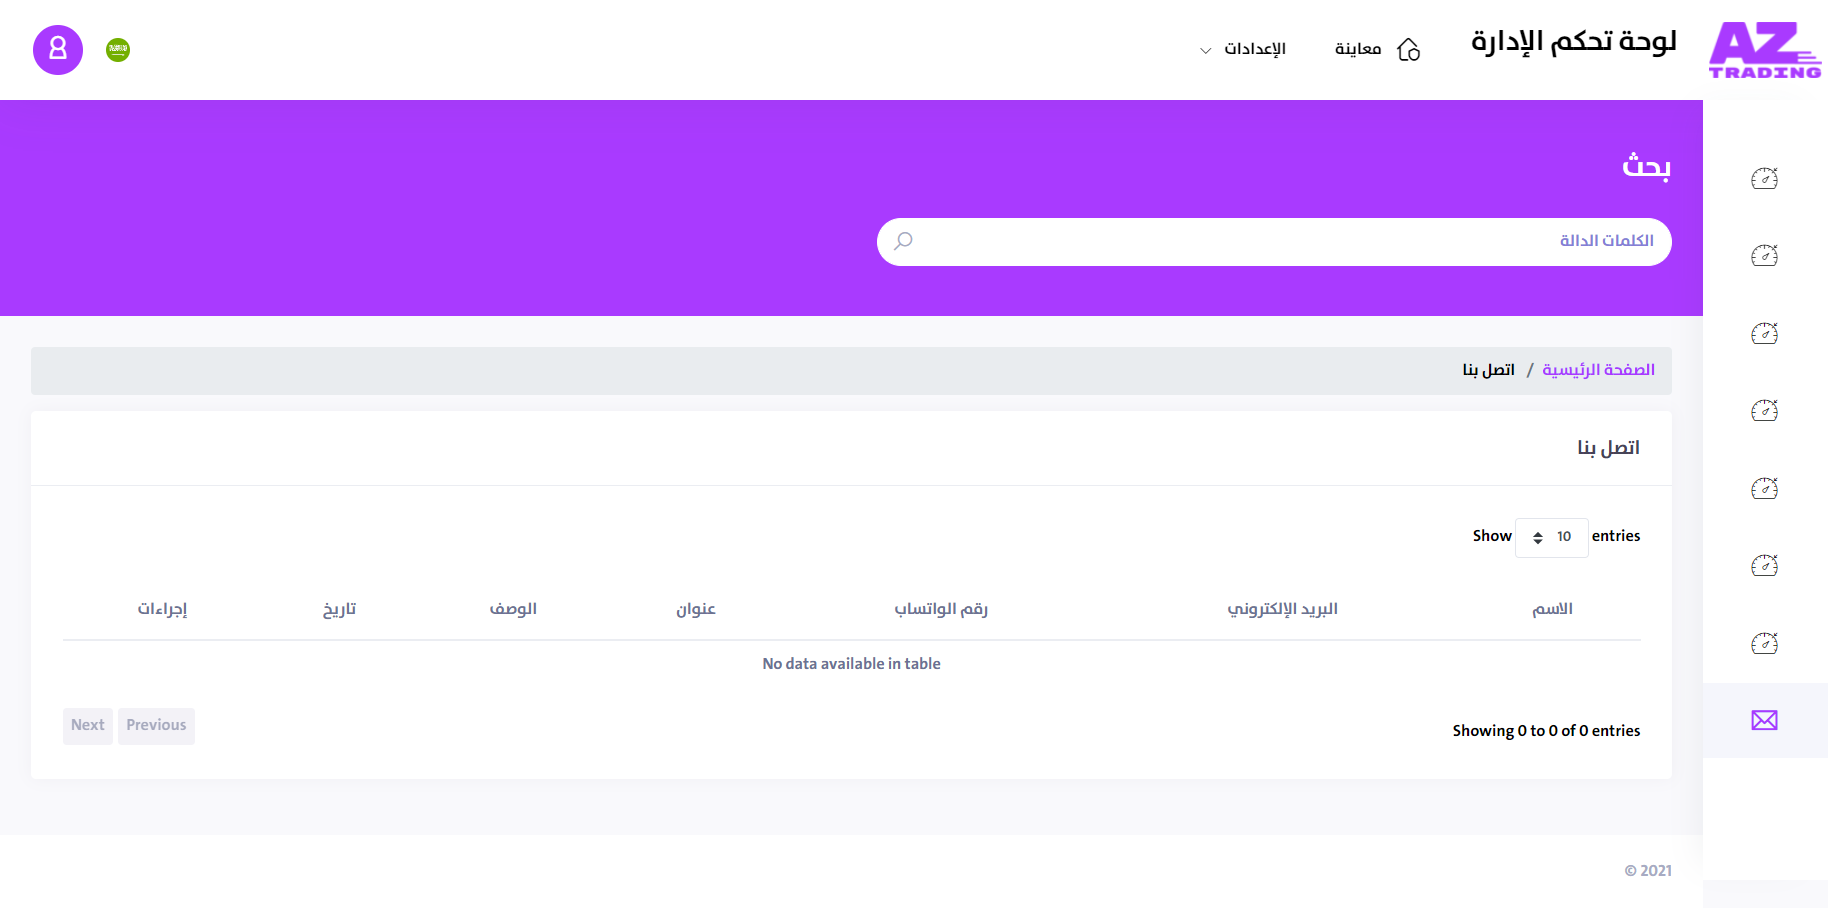 AZ
TRADING
لوحة تحكم الإدارة
معاينة
الإعدادات
بحث
الكلمات الدالة
الصفحة الرئيسية / اتصل بنا
اتصل بنا
Show 10 entries
الاسم
البريد الإلكتروني
رقم الواتساب
عنوان
الوصف
تاريخ
إجراءات
No data available in table
Showing 0 to 0 of 0 entries
Previous
Next
© 2021